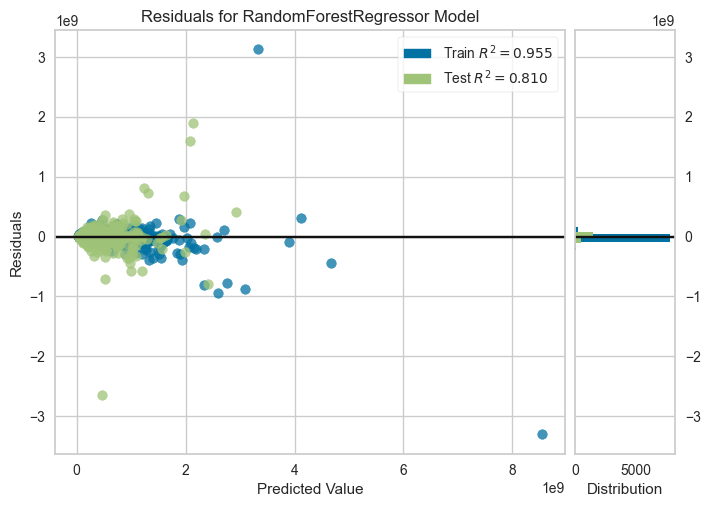 Residuals for RandomForestRegressor Model
1e9
1e9
Train R² = 0.955
Test R² = 0.810
3
2
1
0
−1
−2
−3
3
2
1
0
−1
−2
−3
Residuals
0
2
4
6
8
1e9
0
5000
Predicted Value
Distribution